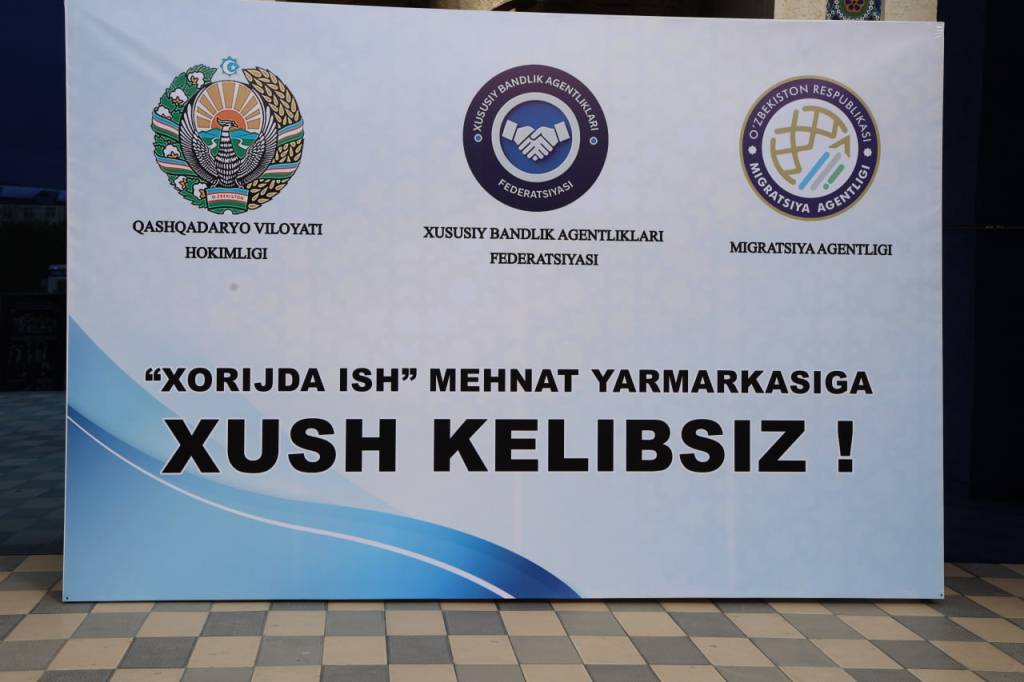 O'ZBEKISTON
QASHQADARYO VILOYATI
HOKIMLIGI
XUSUSIY BANDLIK AGENTLIKLARI
FEDERATSIYASI
XUSUSIY BANDLIK AGENTLIKLARI
FEDERATSIYASI
O'ZBEKISTON RESPUBLIKASI
MIGRATSIYA AGENTLIGI
MIGRATSIYA AGENTLIGI
“XORIJDA ISH” MEHNAT YARMARKASIGA
XUSH KELIBSIZ !